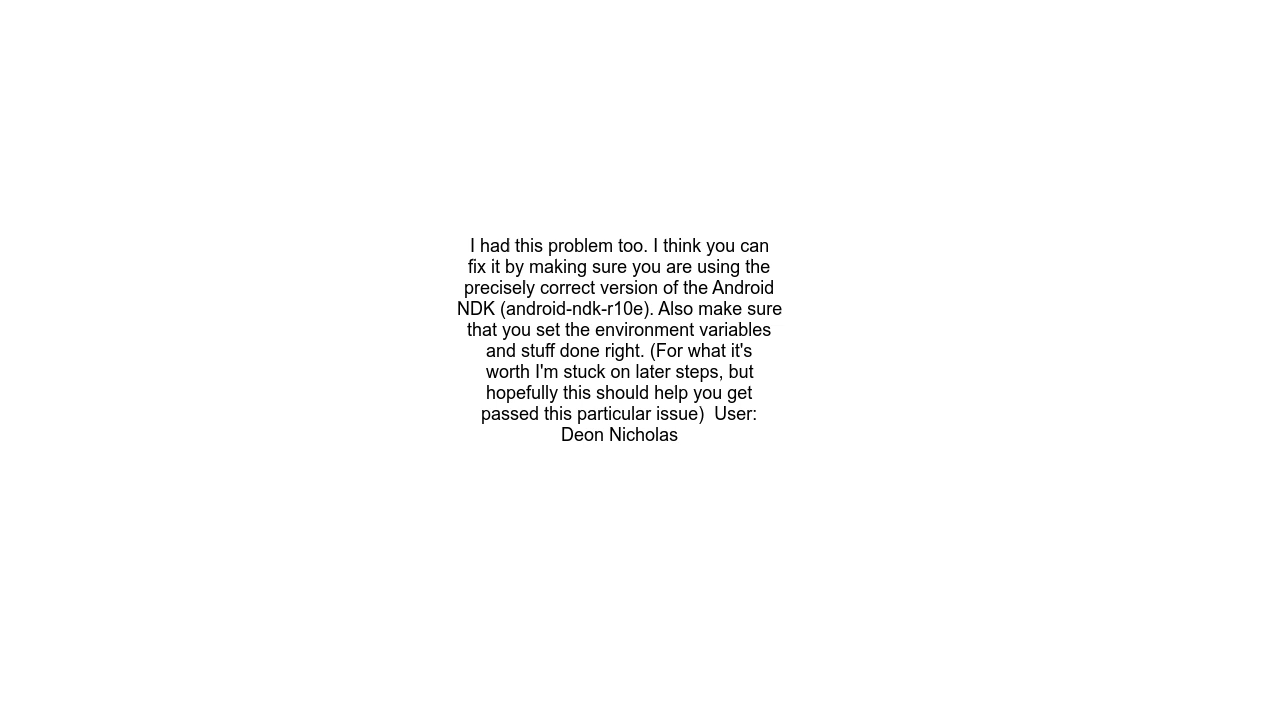 I had this problem too. I think you can
fix it by making sure you are using the
precisely correct version of the Android
NDK (android-ndk-r10e). Also make sure
that you set the environment variables
and stuff done right. (For what it's
worth I'm stuck on later steps, but
hopefully this should help you get
passed this particular issue)  User:
Deon Nicholas